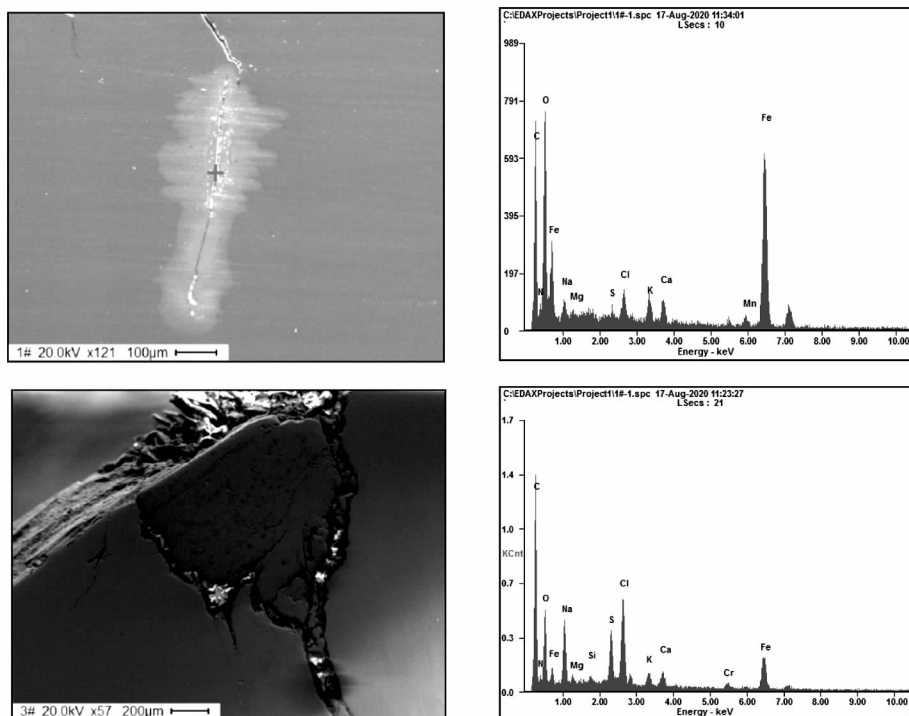 C:\EDAXProjects\Project1\1#-1.spc 17-Aug-2020 11:34:01
LSecs : 10
989
791
593
395
197
0
C
O
Fe
N
Na
Mg
S
Cl
K
Ca
Mn
Fe
1.00 2.00 3.00 4.00 5.00 6.00 7.00 8.00 9.00 10.00
Energy - keV
1# 20.0kV x121 100µm
C:\EDAXProjects\Project1\1#-1.spc 17-Aug-2020 11:23:27
LSecs : 21
1.7
1.4
1.0
KCnt
0.7
0.3
0.0
C
O
N
Fe
Na
Mg
Si
S
Cl
K
Ca
Cr
Fe
1.00 2.00 3.00 4.00 5.00 6.00 7.00 8.00 9.00 10.00
Energy - keV
3# 20.0kV x57 200µm